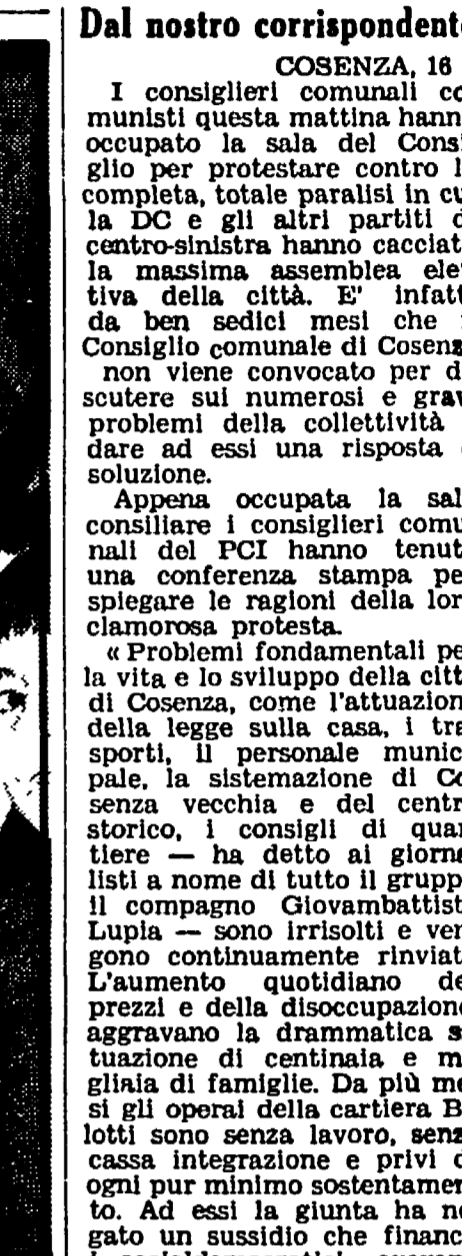 Dal nostro corrispondente
COSENZA, 16
I consiglieri comunali co
munisti questa mattina hann
occupato la sala del Consi
glio per protestare contro l
completa, totale paralisi in cu
la DC e gli altri partiti d
centro-sinistra hanno cacciat
la massima assemblea elet
tiva della città. E" infatt
da ben sedici mesi che
Consiglio comunale di Cosenz
non viene convocato per di
scutere sui numerosi e grav
problemi della collettività
dare ad essi una risposta
soluzione.
Appena occupata la sal
consiliare i consiglieri comu
nali del PCI hanno tenut
una conferenza stampa pe
spiegare le ragioni della lor
clamorosa protesta.
« Problemi fondamentali pe
la vita e lo sviluppo della citt
di Cosenza, come l'attuazion
della legge sulla casa, i tra
sporti, il personale munic
pale, la sistemazione di Co
senza vecchia e del centr
storico, i consigli di quar
tiere — ha detto ai giorna
listi a nome di tutto il grupp
il compagno Giovambattist
Lupia — sono irrisolti e ven
gono continuamente rinviat
L'aumento quotidiano de
prezzi e della disoccupazione
aggravano la drammatica s
tuazione di centinaia e m
gliaia di famiglie. Da più me
si gli operai della cartiera B
lotti sono senza lavoro, senz
cassa integrazione e privi d
ogni pur minimo sostentamen
to. Ad essi la giunta ha ne
gato un sussidio che financ